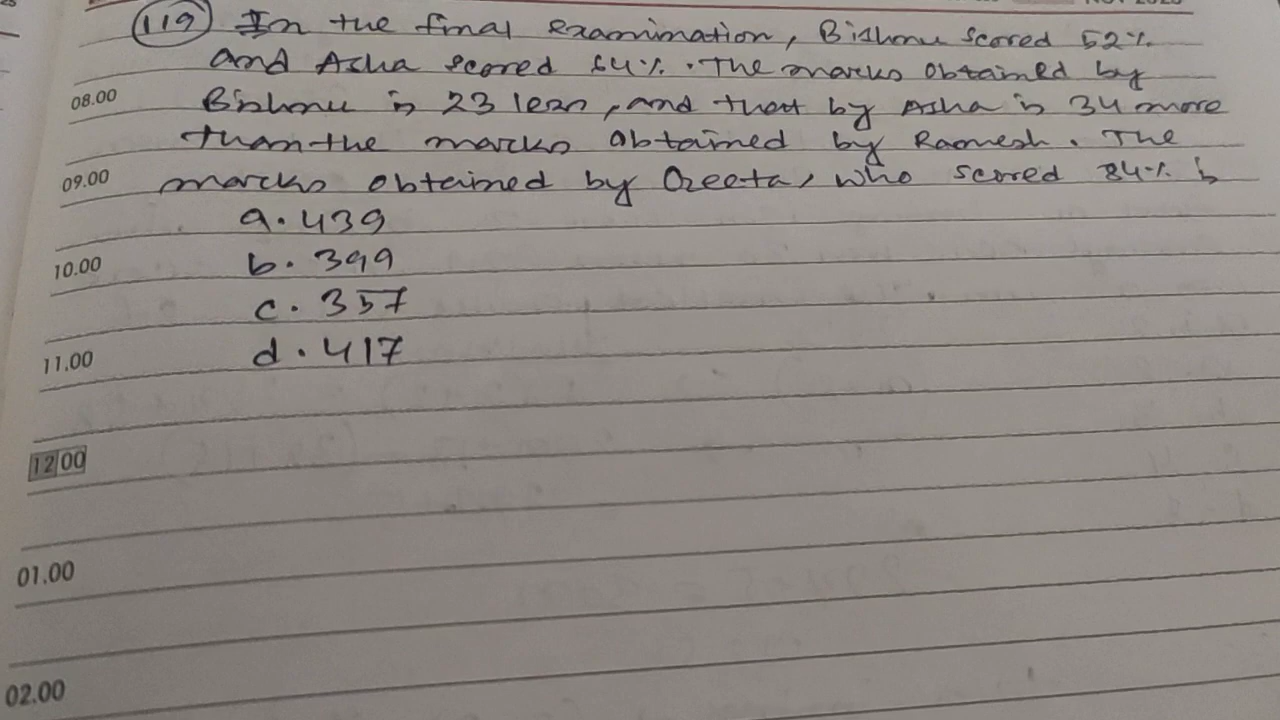 (119) In the final examination, Bishnu scored 52%
and Asha scored 64%. The marks obtained by
08.00 Bishnu is 23 less, and that by Asha is 34 more
than the marks obtained by Ramesh. The
09.00 marks obtained by Geeta, who scored 84% is
a. 439
10.00 b. 399
c. 357
11.00 d. 417
12 00
01.00
02.00